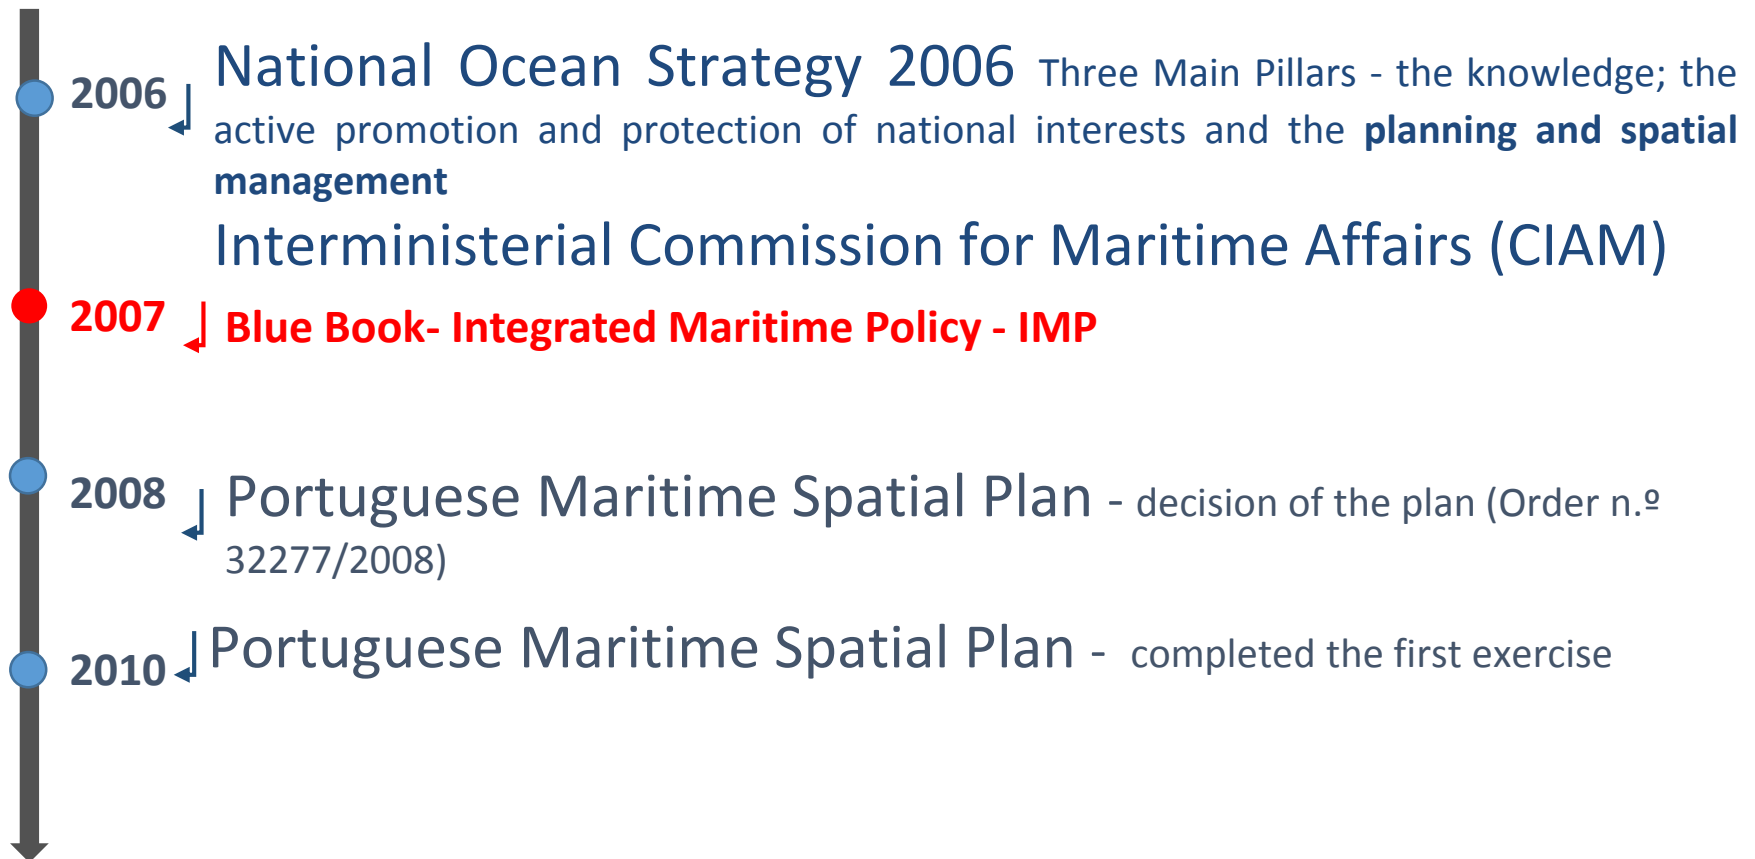 2006
National Ocean Strategy 2006 Three Main Pillars - the knowledge; the
active promotion and protection of national interests and the planning and spatial
management
Interministerial Commission for Maritime Affairs (CIAM)
2007
Blue Book- Integrated Maritime Policy - IMP
2008
Portuguese Maritime Spatial Plan - decision of the plan (Order n.º
32277/2008)
2010
Portuguese Maritime Spatial Plan - completed the first exercise